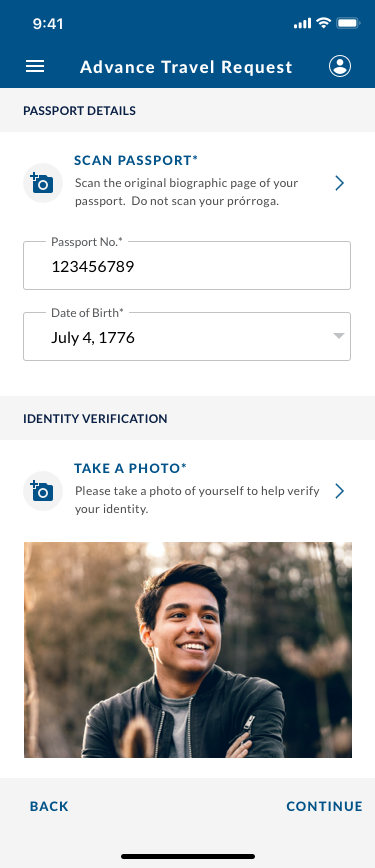 9:41
Advance Travel Request
PASSPORT DETAILS
SCAN PASSPORT*
Scan the original biographic page of your
passport.  Do not scan your prórroga.
Passport No.*
123456789
Date of Birth*
July 4, 1776
IDENTITY VERIFICATION
TAKE A PHOTO*
Please take a photo of yourself to help verify
your identity.
BACK
CONTINUE